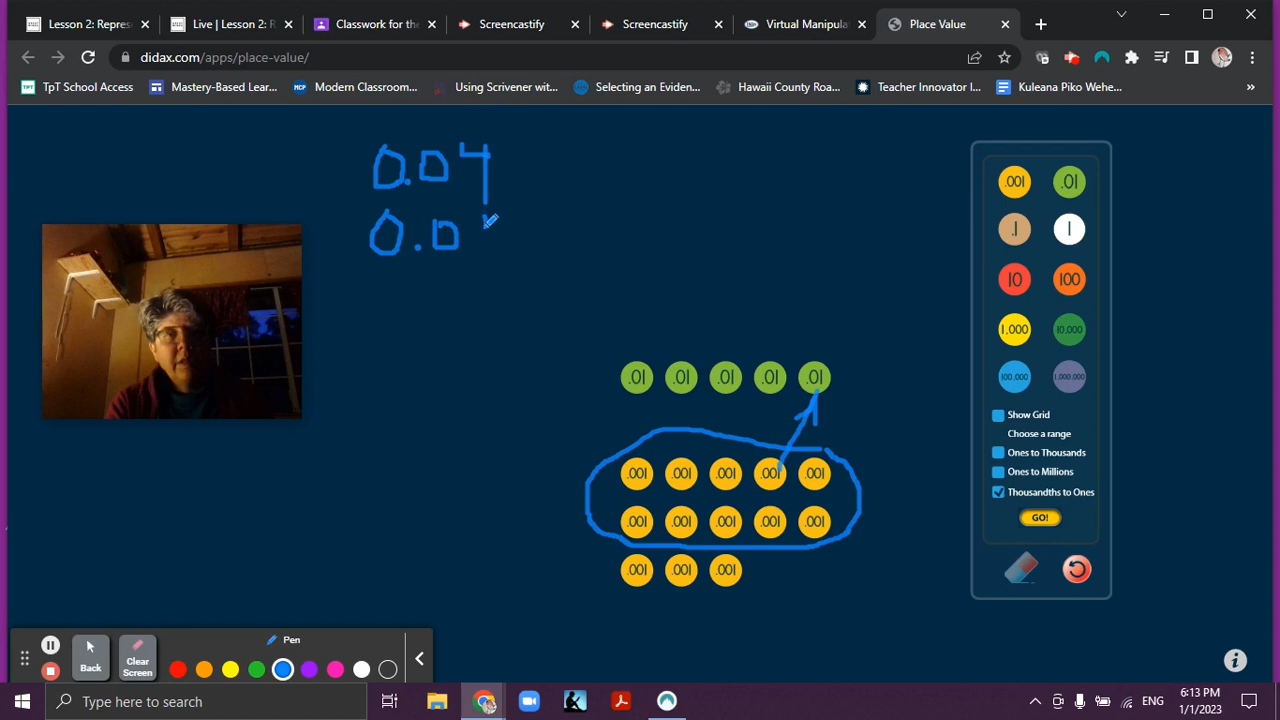 Lesson 2: Repres
Live | Lesson 2: R
Classwork for the
Screencastify
Screencastify
Virtual Manipula
Place Value
didax.com/apps/place-value/
TpT School Access
Mastery-Based Lear...
Modern Classroom...
Using Scrivener wit...
Selecting an Eviden...
Hawaii County Roa...
Teacher Innovator I...
Kuleana Piko Wehe...
»
0.04
0.0
.001 .01
.1 1
10 100
1,000 10,000
100,000 1,000,000
Show Grid
Choose a range
Ones to Thousands
Ones to Millions
Thousandths to Ones
GO!
.01 .01 .01 .01 .01
.001 .001 .001 .001 .001
.001 .001 .001 .001 .001
.001 .001 .001
Pen
Back
Clear
Screen
Type here to search
ENG
6:13 PM
1/1/2023